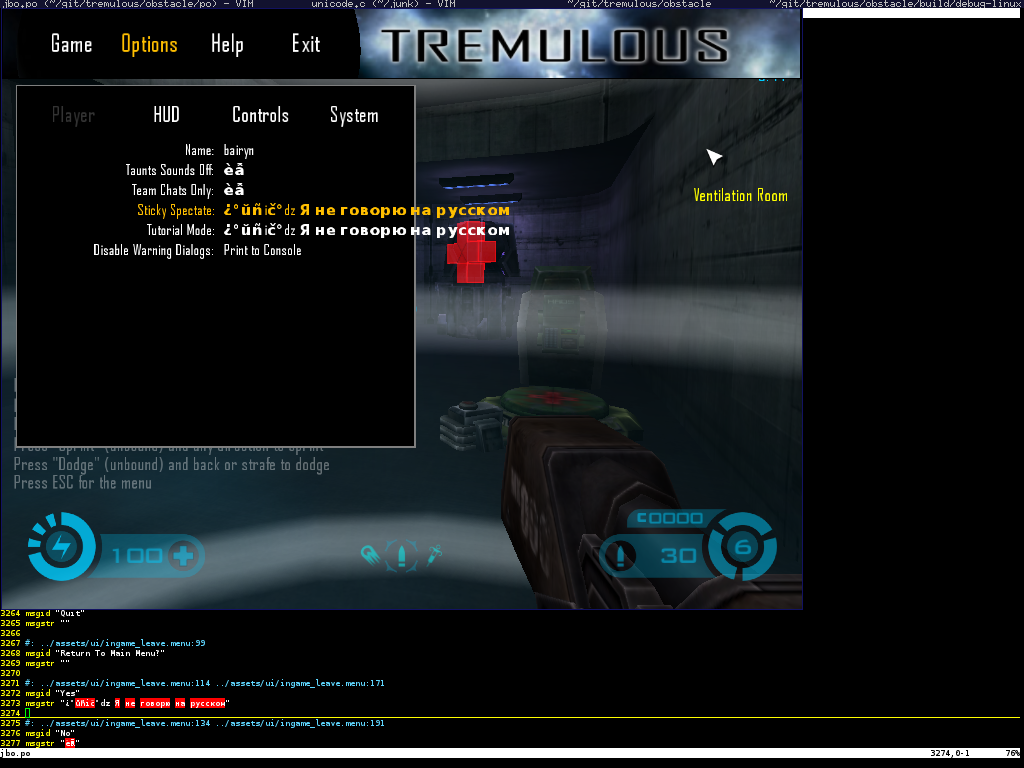 jbo.po (~/git/tremulous/obstacle/po) - VIM unicode.c (~/junk) - VIM ~/git/tremulous/obstacle ~/git/tremulous/obstacle/build/debug-linux
Game Options Help Exit TREMULOUS
Player HUD Controls System
Name: bairyn
Taunts Sounds Off: èå̄
Team Chats Only: èå̄
Sticky Spectate: ¿°ŭñič°ǳ Я не говорю на русском
Tutorial Mode: ¿°ŭñič°ǳ Я не говорю на русском
Disable Warning Dialogs: Print to Console
Ventilation Room
Press "Sprint" (unbound) and any direction to sprint
Press "Dodge" (unbound) and back or strafe to dodge
Press ESC for the menu
100
30
6
3264 msgid "Quit"
3265 msgstr ""
3266
3267 #: ../assets/ui/ingame_leave.menu:99
3268 msgid "Return To Main Menu?"
3269 msgstr ""
3270
3271 #: ../assets/ui/ingame_leave.menu:114 ../assets/ui/ingame_leave.menu:171
3272 msgid "Yes"
3273 msgstr "¿°ŭñič°ǳ Я не говорю на русском"
3274
3275 #: ../assets/ui/ingame_leave.menu:134 ../assets/ui/ingame_leave.menu:191
3276 msgid "No"
3277 msgstr
jbo.po 3274,0-1 76%